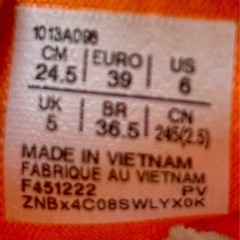 1013A098
CM EURO US
24.5 39 6
UK BR CN
5 36.5 245(2.5)
MADE IN VIETNAM
FABRIQUE AU VIETNAM
F451222 PV
ZNBx4C08SWLYX0K